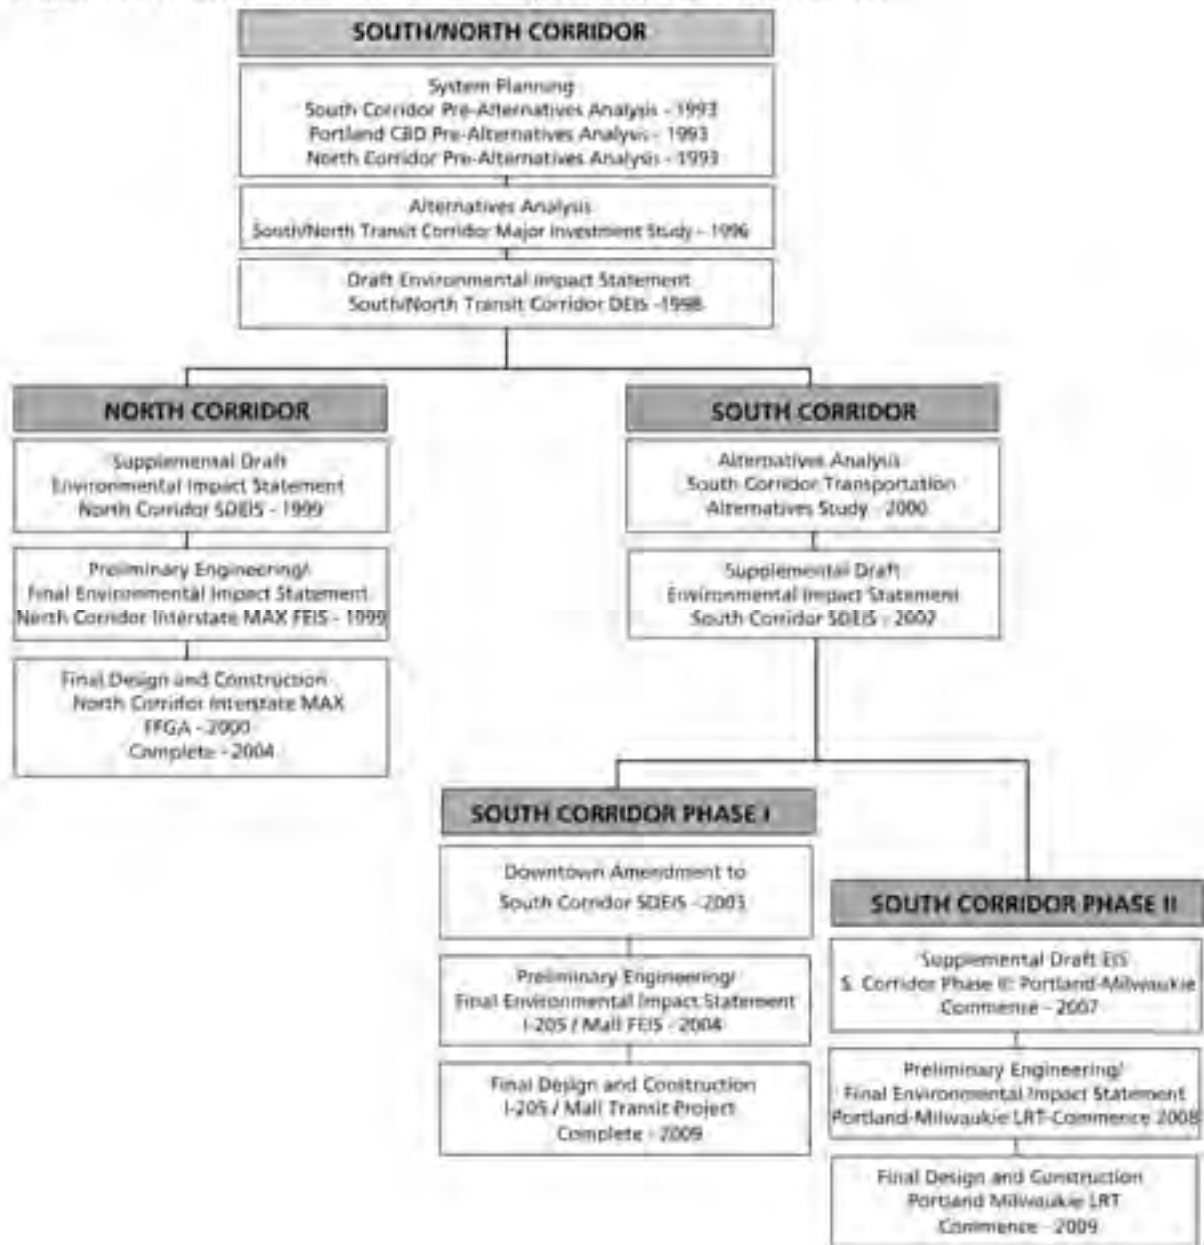 SOUTH/NORTH CORRIDOR
System Planning
South Corridor Pre-Alternatives Analysis - 1993
Portland CBD Pre-Alternatives Analysis - 1993
North Corridor Pre-Alternatives Analysis - 1993
Alternatives Analysis
South/North Transit Corridor Major Investment Study - 1996
Draft Environmental Impact Statement
South/North Transit Corridor DEIS -1998
NORTH CORRIDOR
Supplemental Draft
Environmental Impact Statement
North Corridor SDEIS - 1999
Preliminary Engineering/
Final Environmental Impact Statement
North Corridor Interstate MAX FEIS - 1999
Final Design and Construction
North Corridor Interstate MAX
FFGA - 2000
Complete - 2004
SOUTH CORRIDOR
Alternatives Analysis
South Corridor Transportation
Alternatives Study - 2000
Supplemental Draft
Environmental Impact Statement
South Corridor SDEIS - 2002
SOUTH CORRIDOR PHASE I
Downtown Amendment to
South Corridor SDEIS - 2003
Preliminary Engineering/
Final Environmental Impact Statement
I-205 / Mall FEIS - 2004
Final Design and Construction
I-205 / Mall Transit Project
Complete - 2009
SOUTH CORRIDOR PHASE II
Supplemental Draft EIS
S. Corridor Phase II: Portland-Milwaukie
Commence - 2007
Preliminary Engineering/
Final Environmental Impact Statement
Portland-Milwaukie LRT-Commence 2008
Final Design and Construction
Portland Milwaukie LRT
Commence - 2009